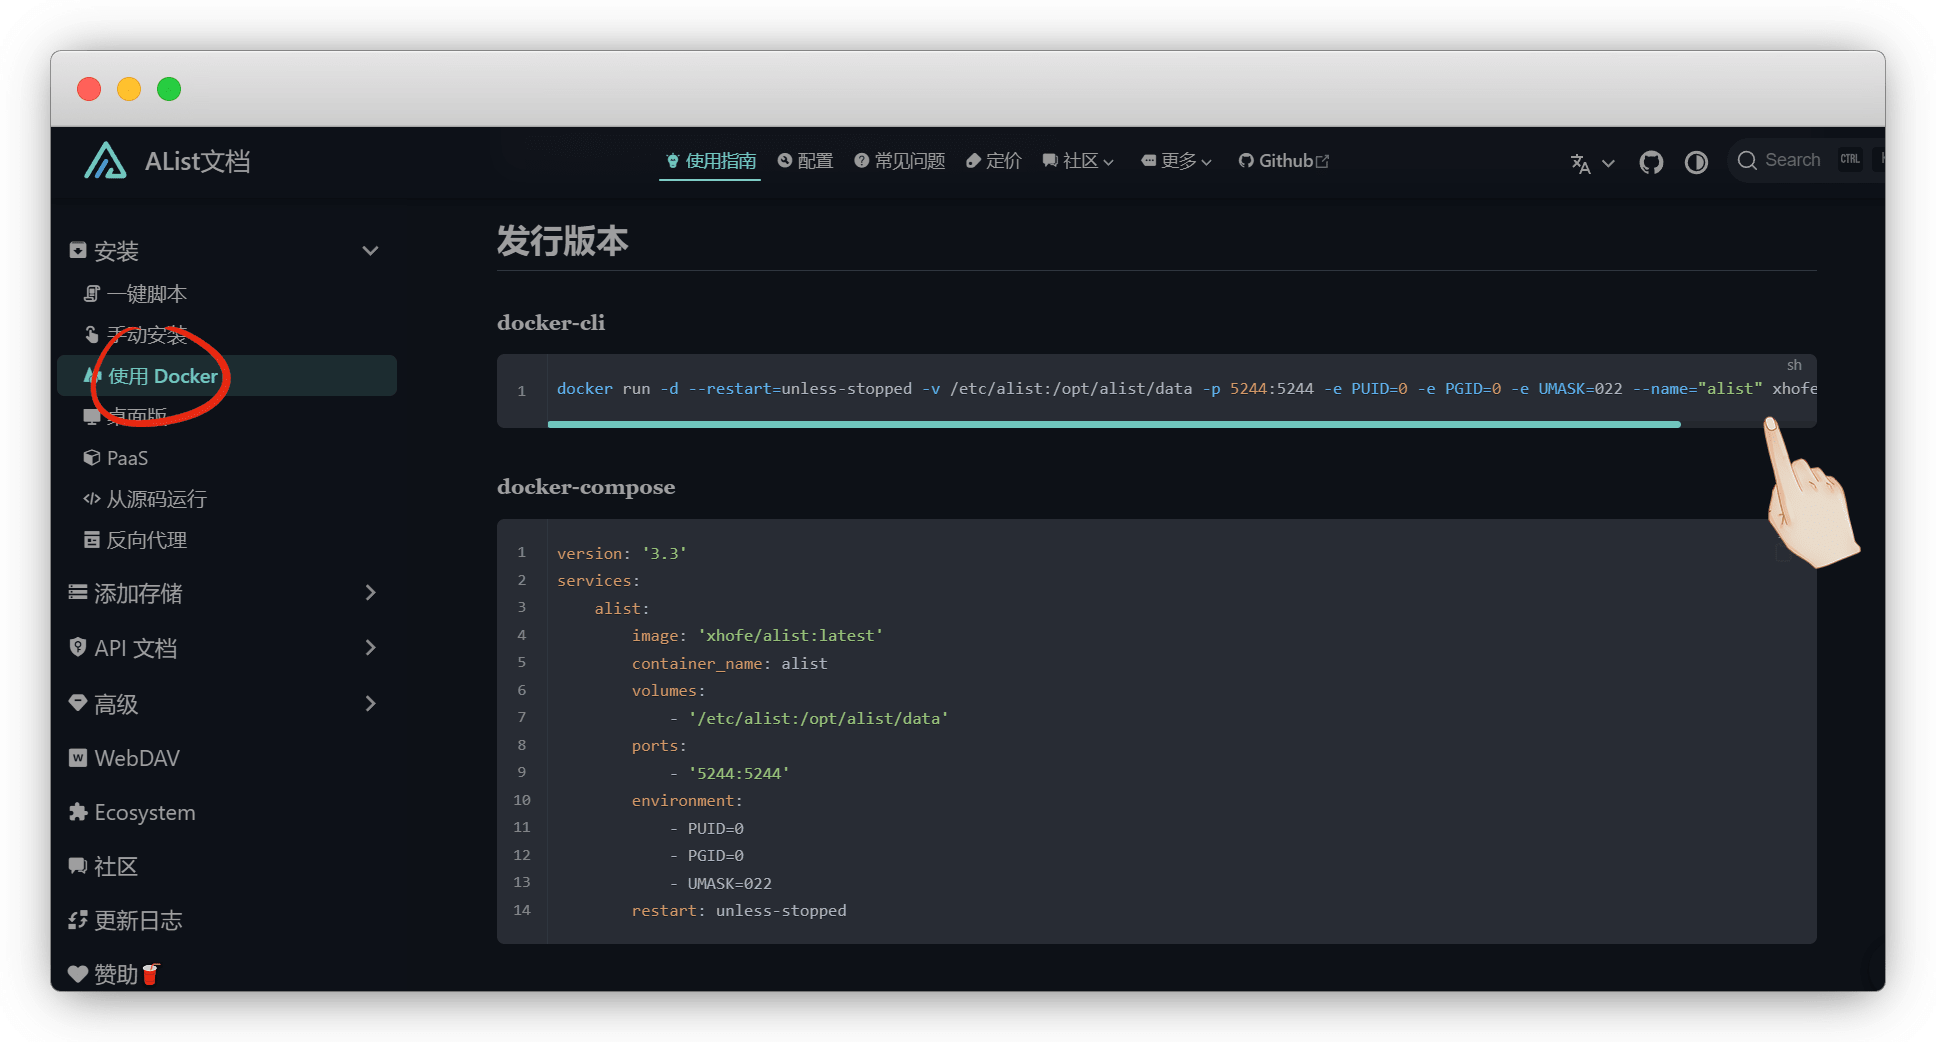 AList文档
使用指南 配置 常见问题 定价 社区 更多 Github
Search CTRL
安装
一键脚本
手动安装
使用 Docker
桌面版
PaaS
从源码运行
反向代理
添加存储
API 文档
高级
WebDAV
Ecosystem
社区
更新日志
赞助
发行版本
docker-cli
sh
1 docker run -d --restart=unless-stopped -v /etc/alist:/opt/alist/data -p 5244:5244 -e PUID=0 -e PGID=0 -e UMASK=022 --name="alist" xhofe
docker-compose
1 version: '3.3'
2 services:
3 alist:
4 image: 'xhofe/alist:latest'
5 container_name: alist
6 volumes:
7 - '/etc/alist:/opt/alist/data'
8 ports:
9 - '5244:5244'
10 environment:
11 - PUID=0
12 - PGID=0
13 - UMASK=022
14 restart: unless-stopped